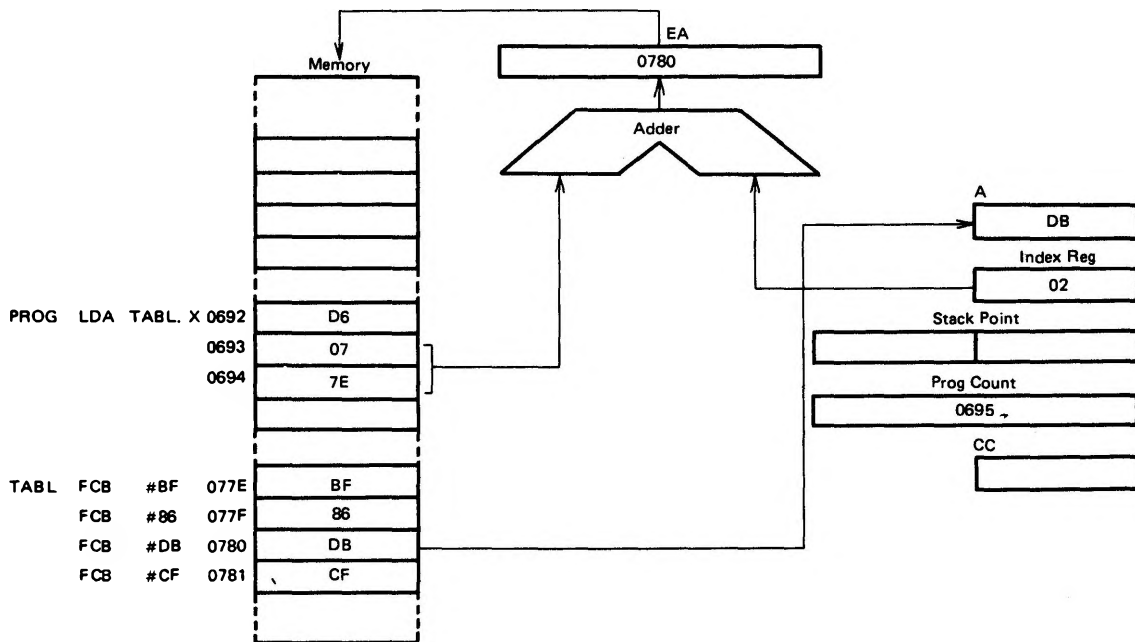 EA
0780
Memory
Adder
A
DB
Index Reg
02
Stack Point
Prog Count
0695
CC
PROG LDA TABL. X 0692 D6
0693 07
0694 7E
TABL FCB #BF 077E BF
FCB #86 077F 86
FCB #DB 0780 DB
FCB #CF 0781 CF